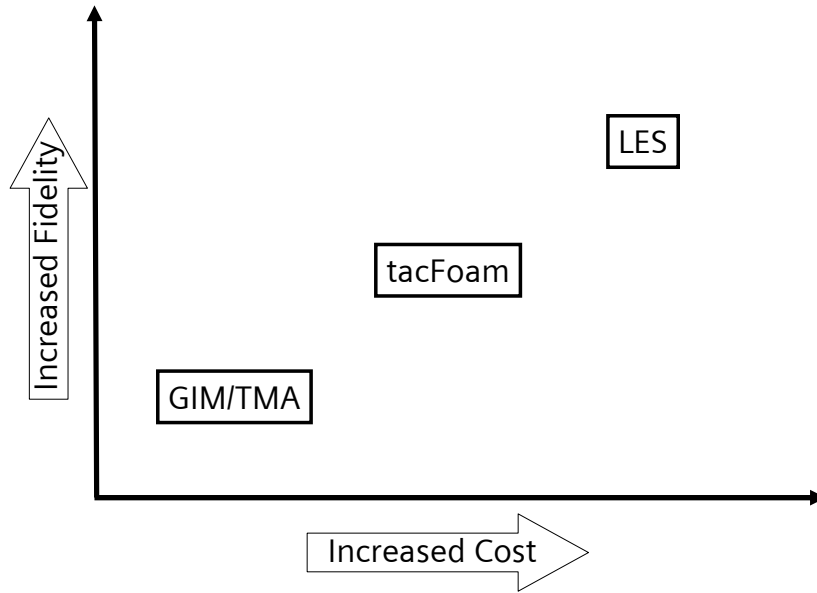 LES
Increased Fidelity
tacFoam
GIM/TMA
Increased Cost